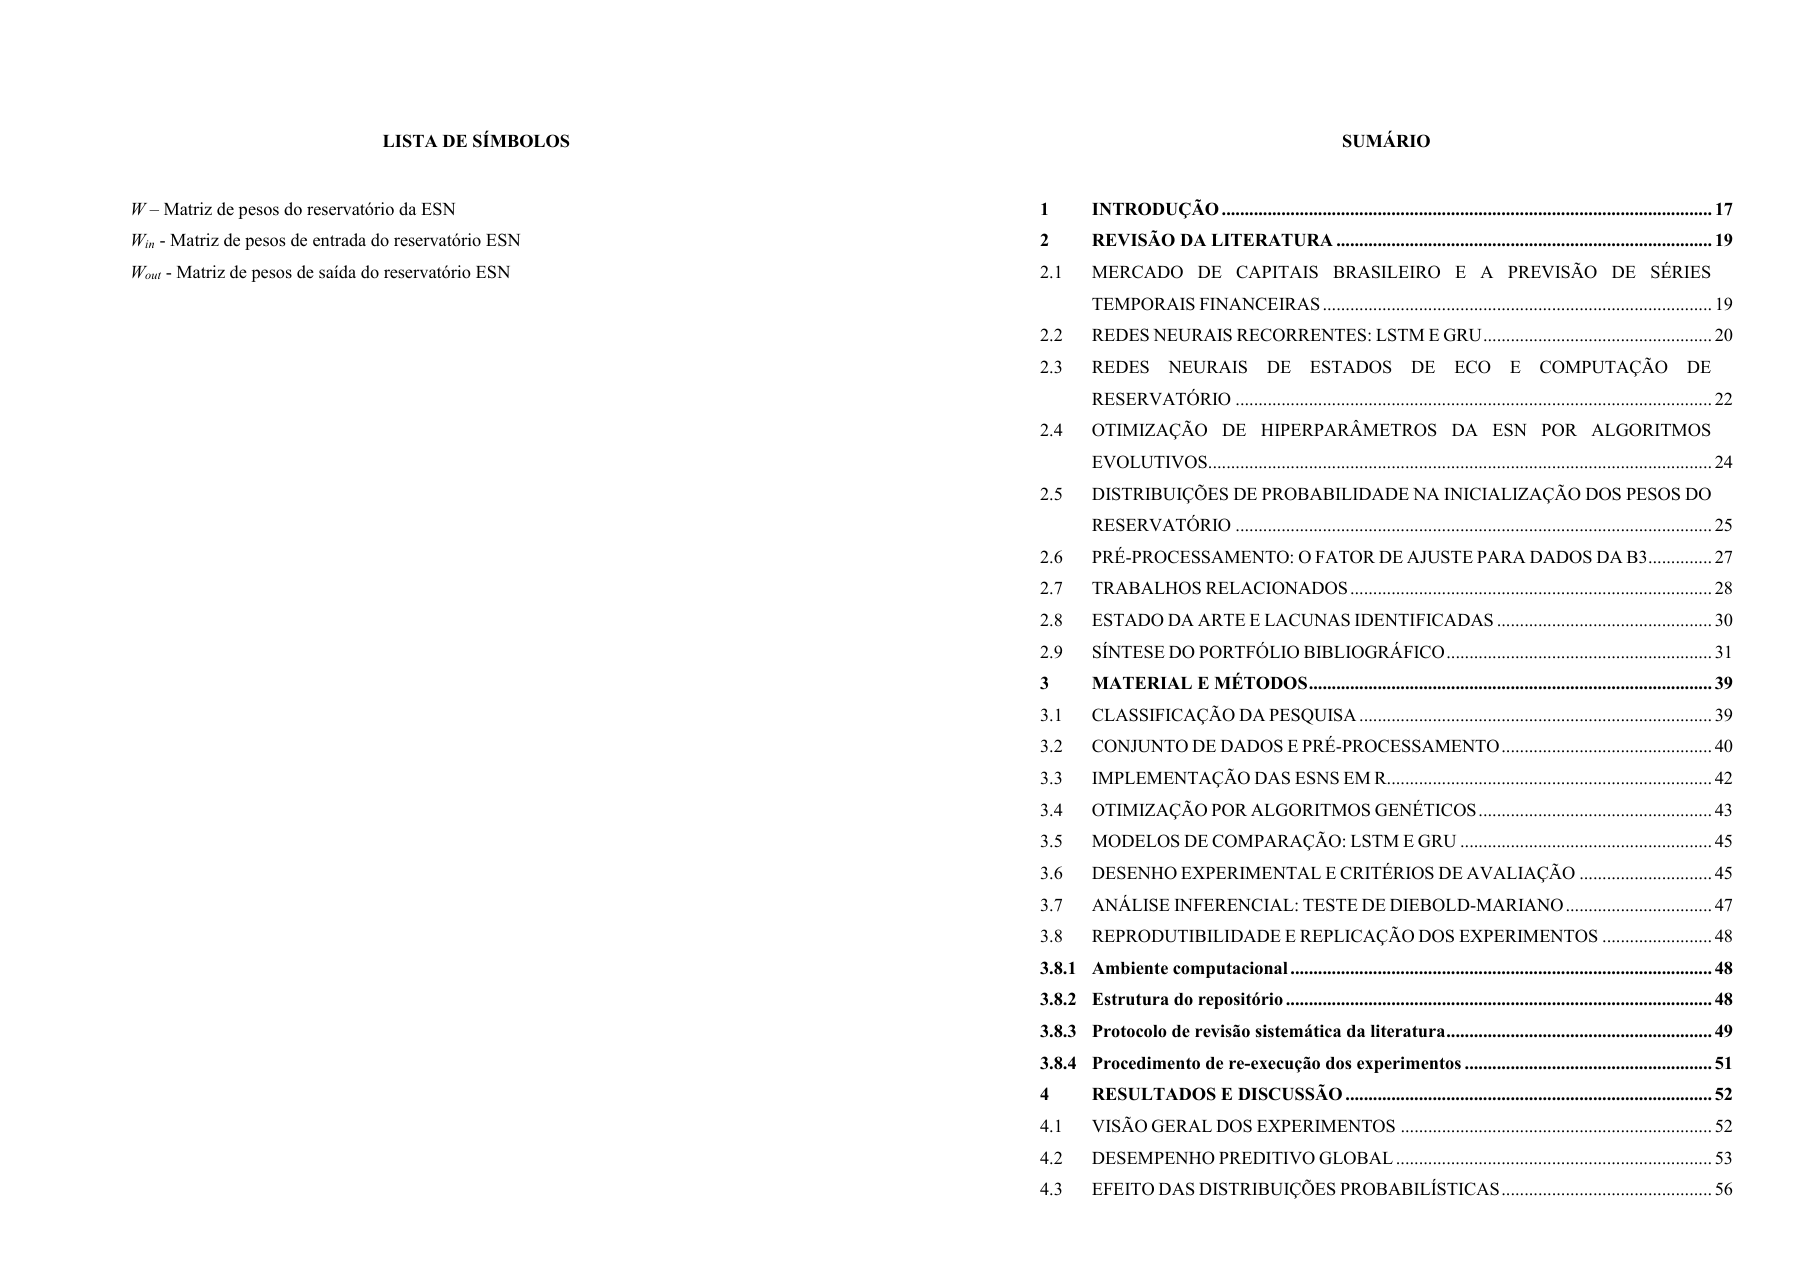 LISTA DE SÍMBOLOS
W – Matriz de pesos do reservatório da ESN
Win - Matriz de pesos de entrada do reservatório ESN
Wout - Matriz de pesos de saída do reservatório ESN
SUMÁRIO
1 INTRODUÇÃO 17
2 REVISÃO DA LITERATURA 19
2.1 MERCADO DE CAPITAIS BRASILEIRO E A PREVISÃO DE SÉRIES
TEMPORAIS FINANCEIRAS 19
2.2 REDES NEURAIS RECORRENTES: LSTM E GRU 20
2.3 REDES NEURAIS DE ESTADOS DE ECO E COMPUTAÇÃO DE
RESERVATÓRIO 22
2.4 OTIMIZAÇÃO DE HIPERPARÂMETROS DA ESN POR ALGORITMOS
EVOLUTIVOS 24
2.5 DISTRIBUIÇÕES DE PROBABILIDADE NA INICIALIZAÇÃO DOS PESOS DO
RESERVATÓRIO 25
2.6 PRÉ-PROCESSAMENTO: O FATOR DE AJUSTE PARA DADOS DA B3 27
2.7 TRABALHOS RELACIONADOS 28
2.8 ESTADO DA ARTE E LACUNAS IDENTIFICADAS 30
2.9 SÍNTESE DO PORTFÓLIO BIBLIOGRÁFICO 31
3 MATERIAL E MÉTODOS 39
3.1 CLASSIFICAÇÃO DA PESQUISA 39
3.2 CONJUNTO DE DADOS E PRÉ-PROCESSAMENTO 40
3.3 IMPLEMENTAÇÃO DAS ESNS EM R 42
3.4 OTIMIZAÇÃO POR ALGORITMOS GENÉTICOS 43
3.5 MODELOS DE COMPARAÇÃO: LSTM E GRU 45
3.6 DESENHO EXPERIMENTAL E CRITÉRIOS DE AVALIAÇÃO 45
3.7 ANÁLISE INFERENCIAL: TESTE DE DIEBOLD-MARIANO 47
3.8 REPRODUTIBILIDADE E REPLICAÇÃO DOS EXPERIMENTOS 48
3.8.1 Ambiente computacional 48
3.8.2 Estrutura do repositório 48
3.8.3 Protocolo de revisão sistemática da literatura 49
3.8.4 Procedimento de re-execução dos experimentos 51
4 RESULTADOS E DISCUSSÃO 52
4.1 VISÃO GERAL DOS EXPERIMENTOS 52
4.2 DESEMPENHO PREDITIVO GLOBAL 53
4.3 EFEITO DAS DISTRIBUIÇÕES PROBABILÍSTICAS 56